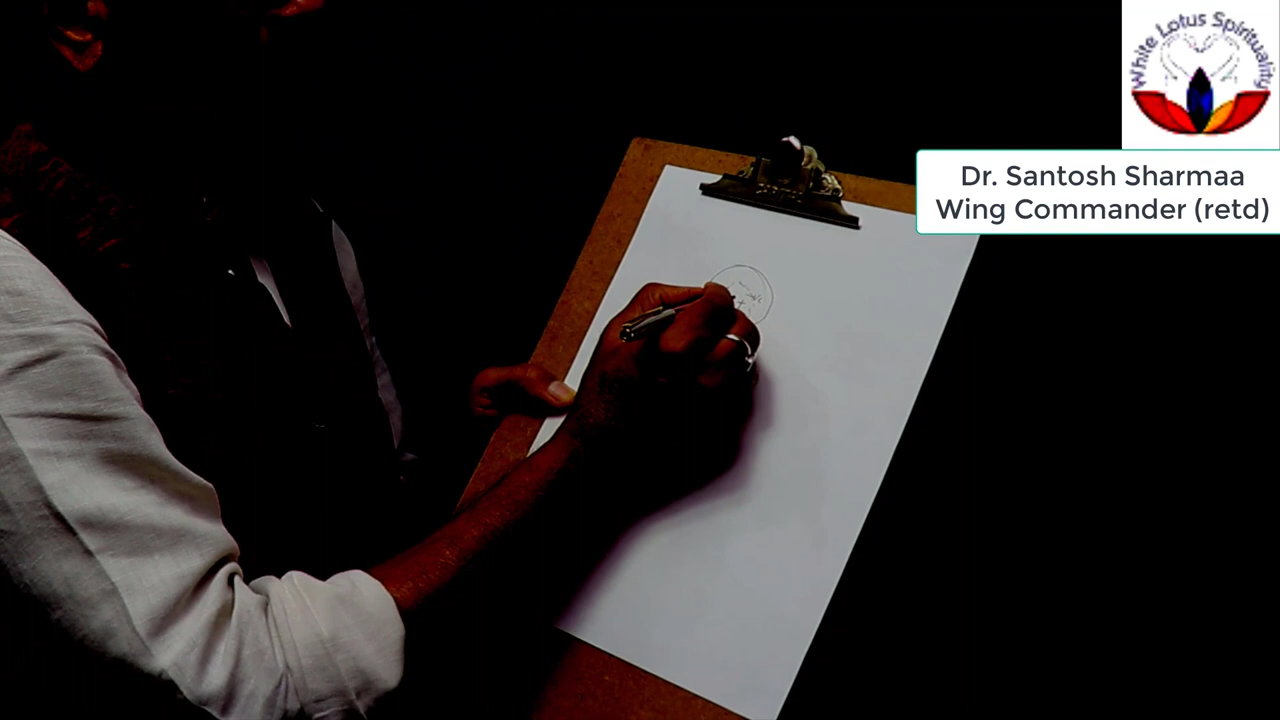 White Lotus Spirituality
Dr. Santosh Sharmaa
Wing Commander (retd)